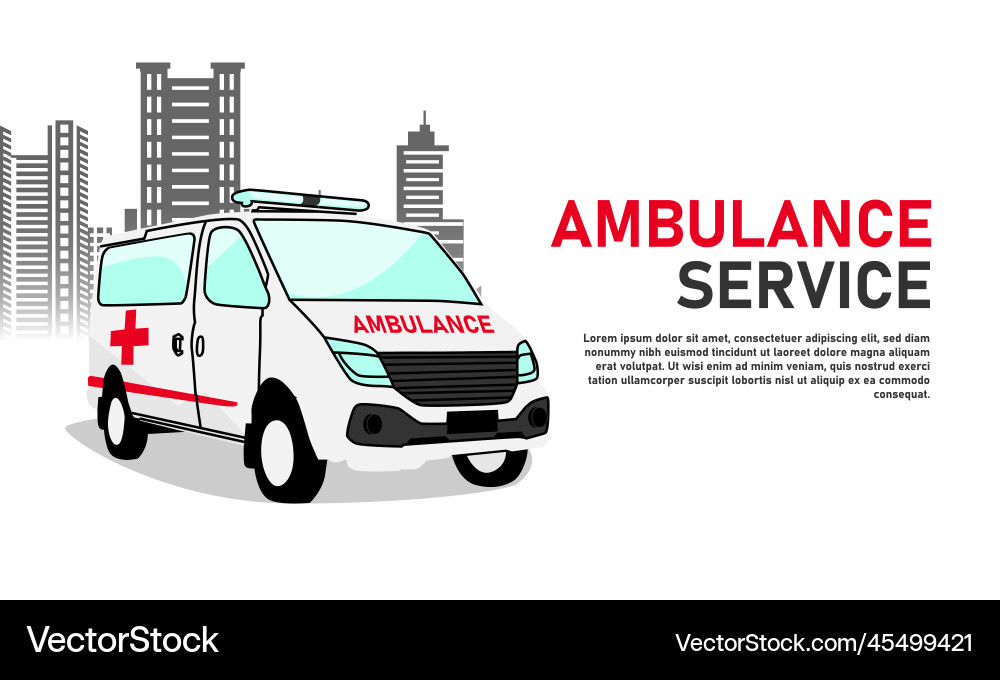 AMBULANCE
AMBULANCE
SERVICE
Lorem ipsum dolor sit amet, consectetuer adipiscing elit, sed diam
nonummy nibh euismod tincidunt ut laoreet dolore magna aliquam
erat volutpat. Ut wisi enim ad minim veniam, quis nostrud exerci
tation ullamcorper suscipit lobortis nisl ut aliquip ex ea commodo
consequat.
VectorStock
VectorStock.com/45499421